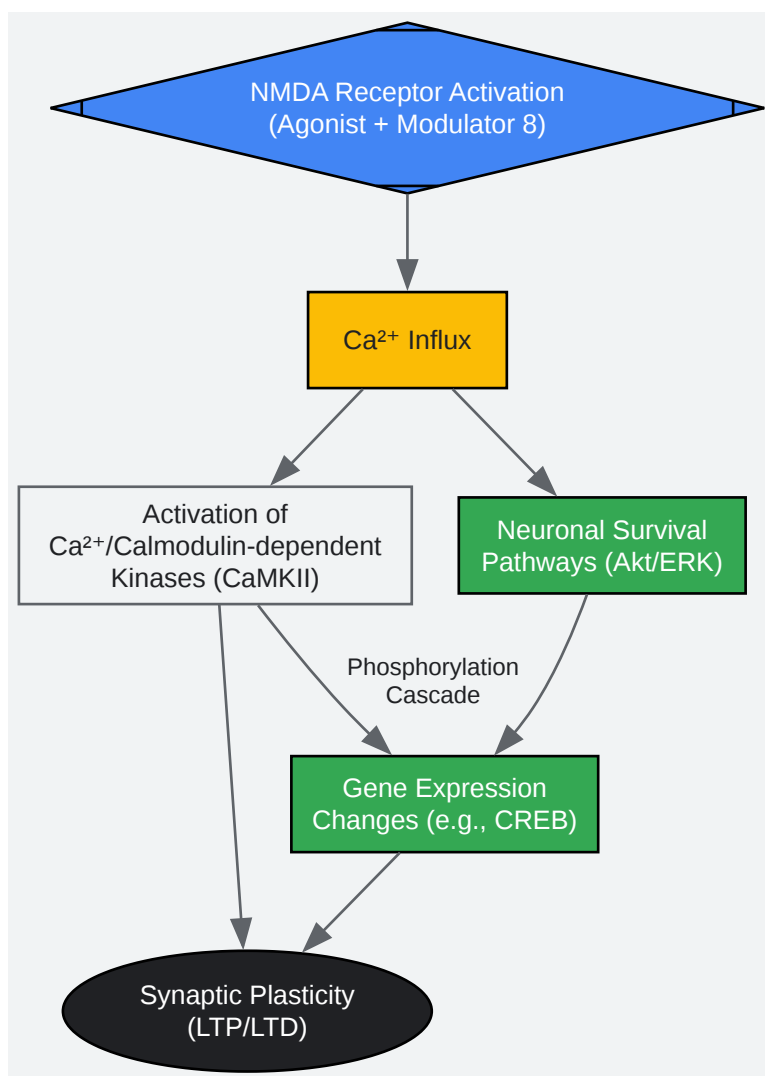 NMDA Receptor Activation
(Agonist + Modulator 8)
Ca²⁺ Influx
Activation of
Ca²⁺/Calmodulin-dependent
Kinases (CaMKII)
Neuronal Survival
Pathways (Akt/ERK)
Phosphorylation
Cascade
Gene Expression
Changes (e.g., CREB)
Synaptic Plasticity
(LTP/LTD)